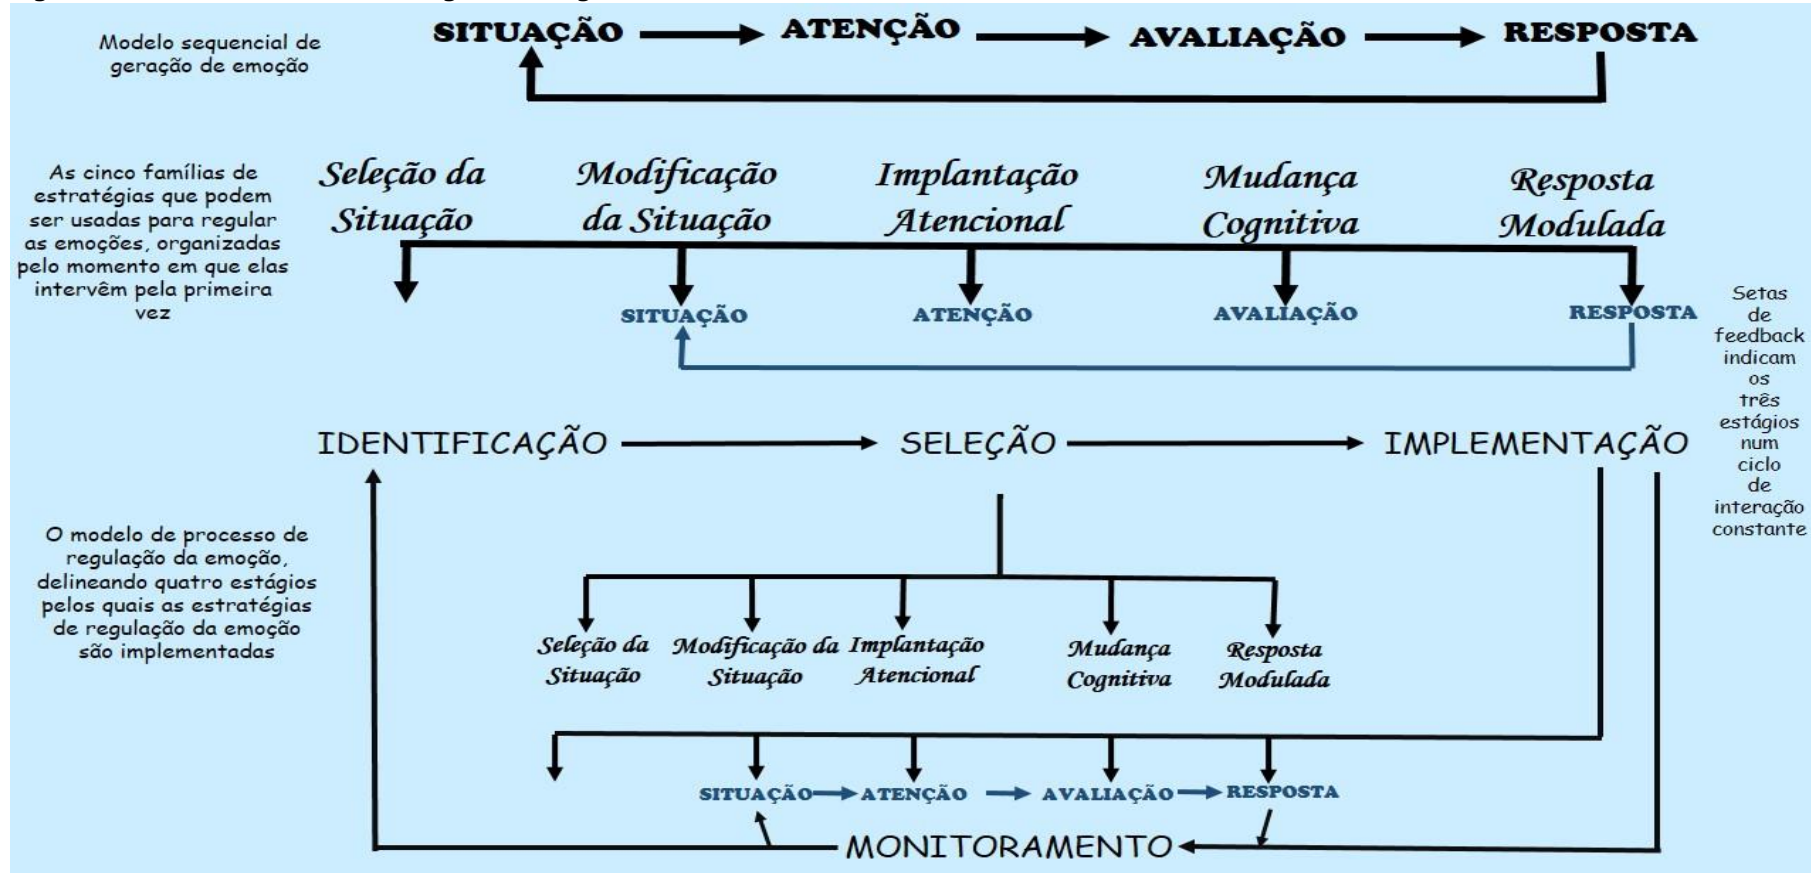 Modelo sequencial de
geração de emoção
SITUAÇÃO ATENÇÃO AVALIAÇÃO RESPOSTA
As cinco famílias de
estratégias que podem
ser usadas para regular
as emoções, organizadas
pelo momento em que elas
intervêm pela primeira
vez
Seleção da
Situação
Modificação
da Situação
Implantação
Atencional
Mudança
Cognitiva
Resposta
Modulada
SITUAÇÃO ATENÇÃO AVALIAÇÃO RESPOSTA
Setas
de
feedback
indicam
os
três
estágios
num
ciclo
de
interação
constante
IDENTIFICAÇÃO SELEÇÃO IMPLEMENTAÇÃO
O modelo de processo de
regulação da emoção,
delineando quatro estágios
pelos quais as estratégias
de regulação da emoção
são implementadas
Seleção da
Situação
Modificação da
Situação
Implantação
Atencional
Mudança
Cognitiva
Resposta
Modulada
SITUAÇÃO ATENÇÃO AVALIAÇÃO RESPOSTA
MONITORAMENTO